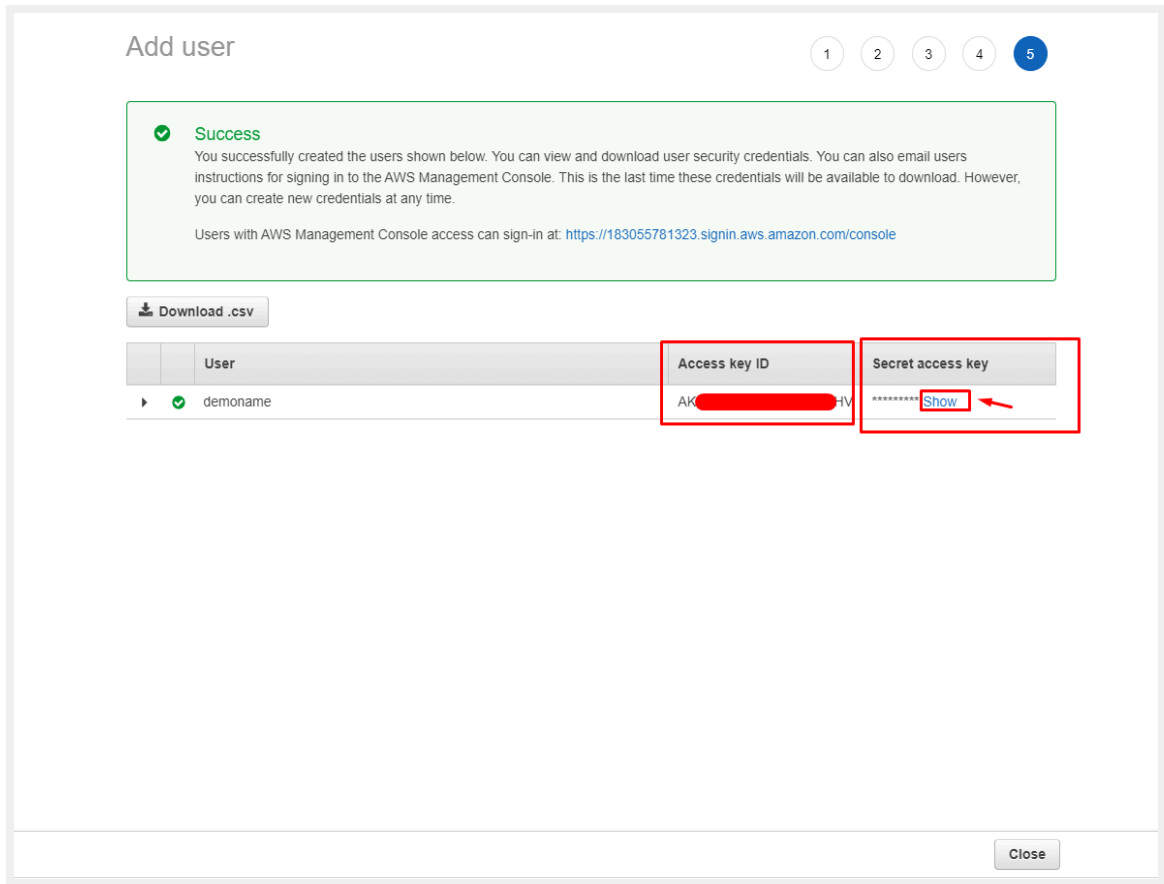 Add user
1 2 3 4 5
Success
You successfully created the users shown below. You can view and download user security credentials. You can also email users
instructions for signing in to the AWS Management Console. This is the last time these credentials will be available to download. However,
you can create new credentials at any time.
Users with AWS Management Console access can sign-in at: https://183055781323.signin.aws.amazon.com/console
Download .csv
User Access key ID Secret access key
demoname AK HV ********* Show
Close